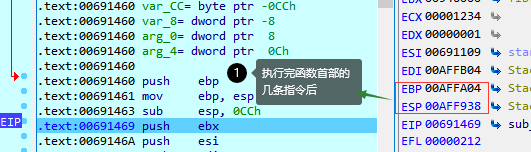 .text:00691460 var_CC= byte ptr -0CCh
.text:00691460 var_8= dword ptr -8
.text:00691460 arg_0= dword ptr  8
.text:00691460 arg_4= dword ptr  0Ch
.text:00691460
.text:00691460 push    ebp
.text:00691461 mov     ebp, esp
.text:00691463 sub     esp, 0CCh
.text:00691469 push    ebx
.text:0069146A push    esi
EIP
1 执行完函数首部的
几条指令后
ECX 00001234
EDX 00000001
ESI 00691109 stac
EDI 00AFFB04 Stac
EBP 00AFFA04 Stac
ESP 00AFF938 Stac
EIP 00691469 sub_
EFL 00000212